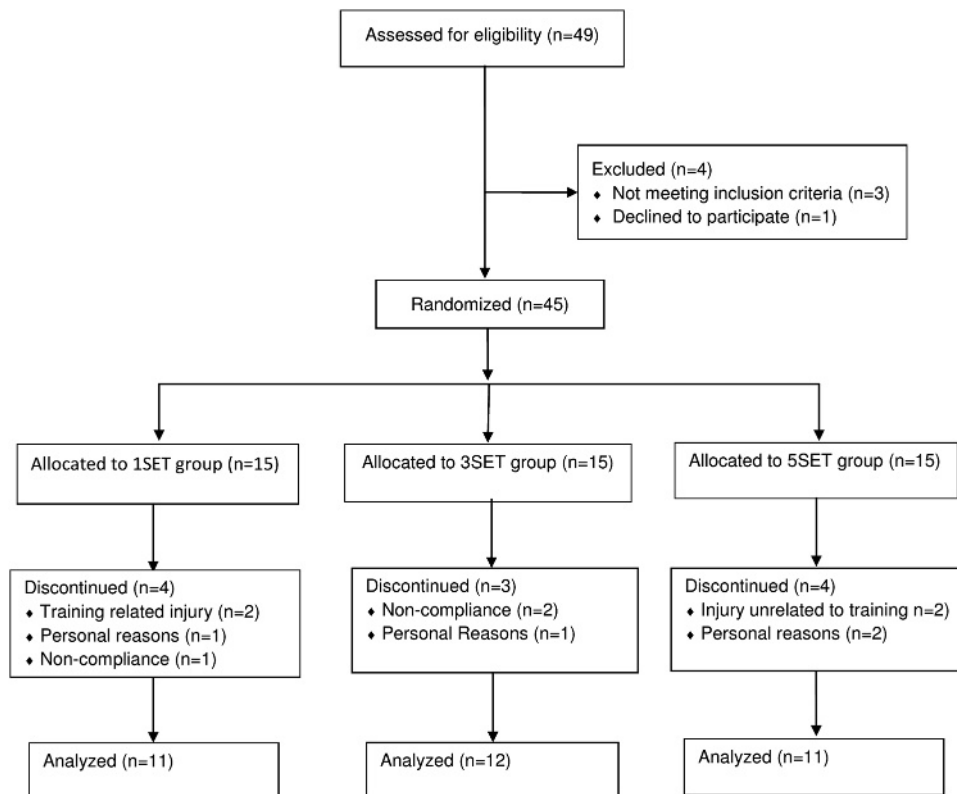 Assessed for eligibility (n=49)
Excluded (n=4)
♦ Not meeting inclusion criteria (n=3)
♦ Declined to participate (n=1)
Randomized (n=45)
Allocated to 1SET group (n=15)
Allocated to 3SET group (n=15)
Allocated to 5SET group (n=15)
Discontinued (n=4)
♦ Training related injury (n=2)
♦ Personal reasons (n=1)
♦ Non-compliance (n=1)
Discontinued (n=3)
♦ Non-compliance (n=2)
♦ Personal Reasons (n=1)
Discontinued (n=4)
♦ Injury unrelated to training n=2)
♦ Personal reasons (n=2)
Analyzed (n=11)
Analyzed (n=12)
Analyzed (n=11)